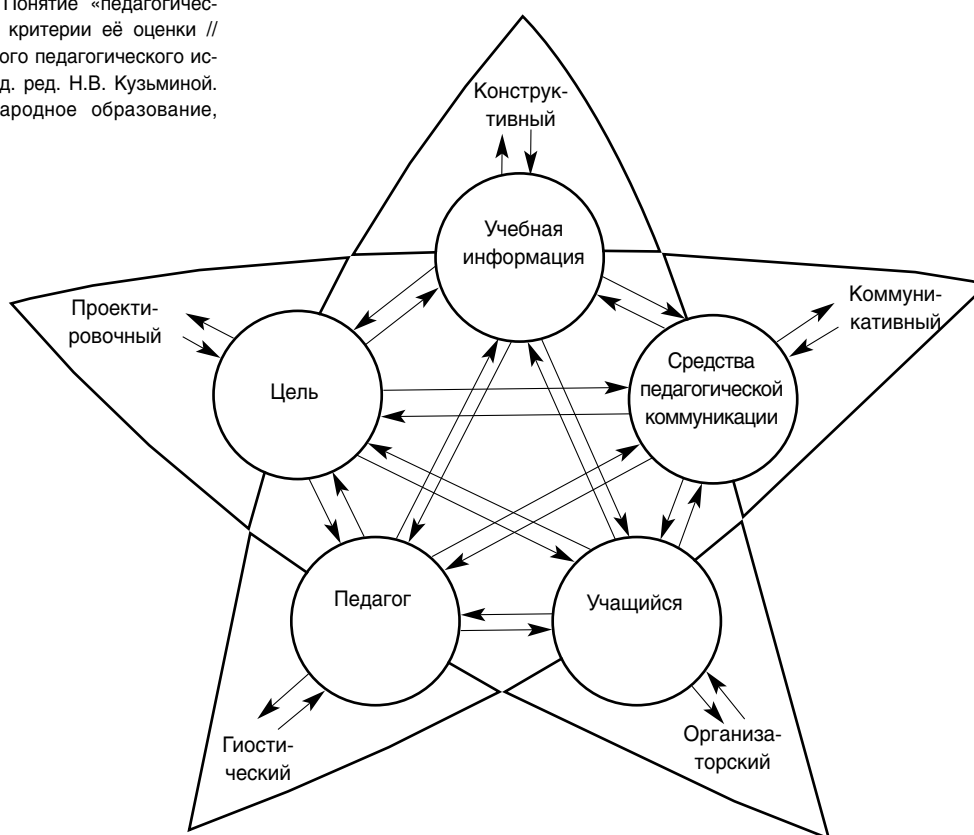 Понятие «педагогичес-
критерии её оценки //
ого педагогического ис-
д. ред. Н.В. Кузьминой.
ародное образование,
Конструк-
тивный
Учебная
информация
Проекти-
ровочный
Коммуни-
кативный
Цель
Средства
педагогической
коммуникации
Педагог
Учащийся
Гиости-
ческий
Организа-
торский